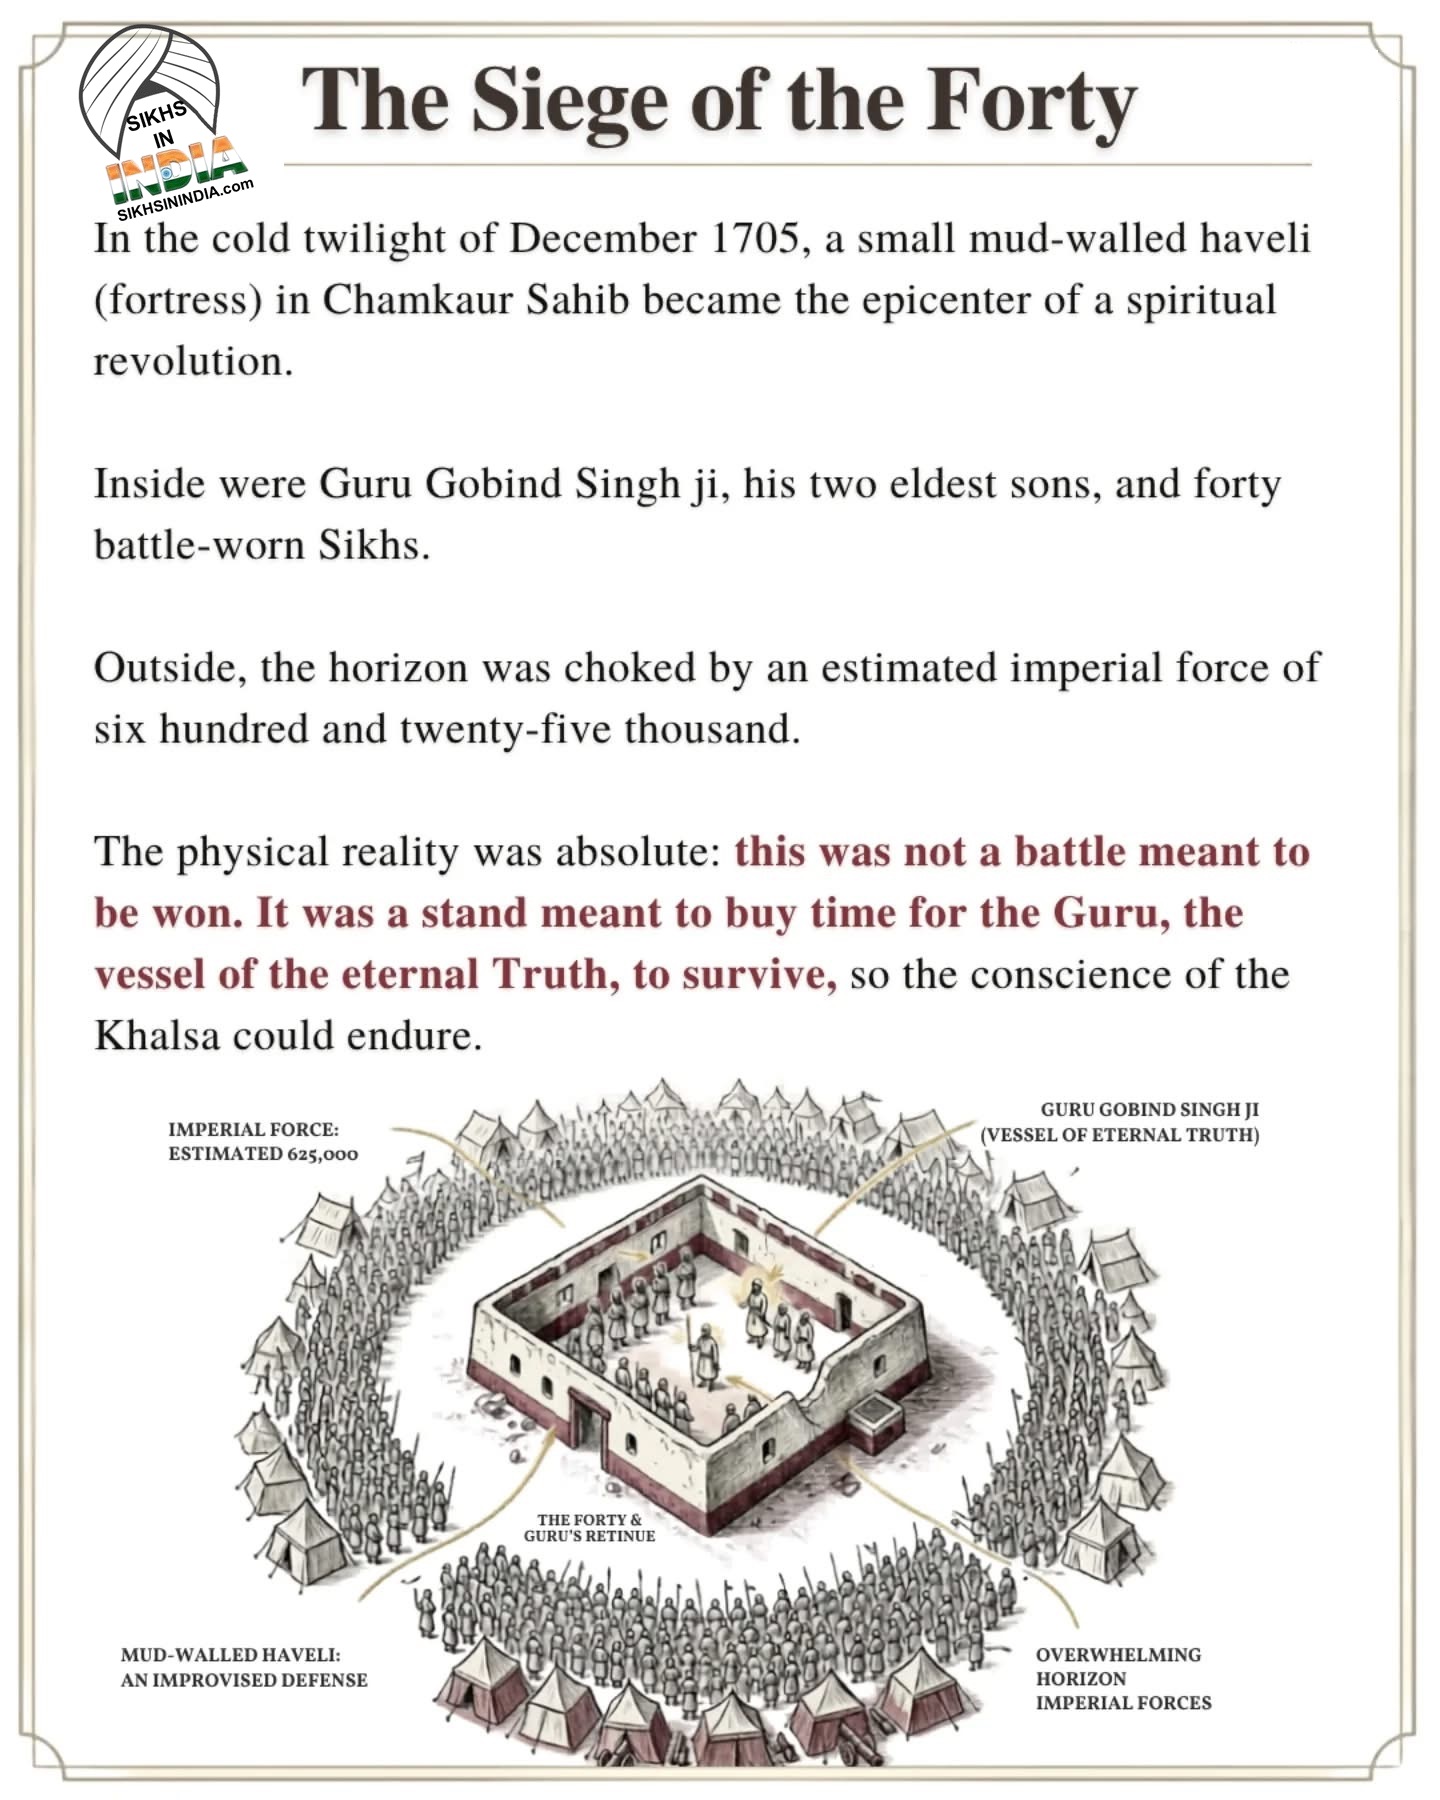 SIKHS
IN
INDIA
SIKHSININDIA.com
The Siege of the Forty
In the cold twilight of December 1705, a small mud-walled haveli
(fortress) in Chamkaur Sahib became the epicenter of a spiritual
revolution.
Inside were Guru Gobind Singh ji, his two eldest sons, and forty
battle-worn Sikhs.
Outside, the horizon was choked by an estimated imperial force of
six hundred and twenty-five thousand.
The physical reality was absolute: this was not a battle meant to
be won. It was a stand meant to buy time for the Guru, the
vessel of the eternal Truth, to survive, so the conscience of the
Khalsa could endure.
IMPERIAL FORCE:
ESTIMATED 625,000
GURU GOBIND SINGH JI
(VESSEL OF ETERNAL TRUTH)
THE FORTY &
GURU'S RETINUE
MUD-WALLED HAVELI:
AN IMPROVISED DEFENSE
OVERWHELMING
HORIZON
IMPERIAL FORCES